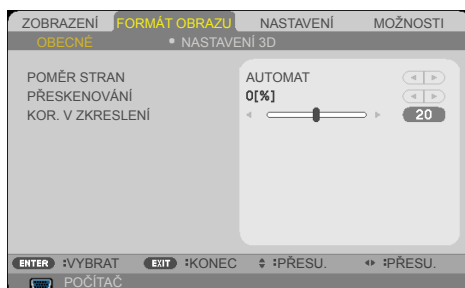 ZOBRAZENÍ FORMÁT OBRAZU NASTAVENÍ MOŽNOSTI
OBECNÉ • NASTAVENÍ 3D
POMĚR STRAN AUTOMAT
PŘESKENOVÁNÍ 0[%]
KOR. V ZKRESLENÍ 20
ENTER :VYBRAT EXIT :KONEC :PŘESU. :PŘESU.
POČÍTAČ